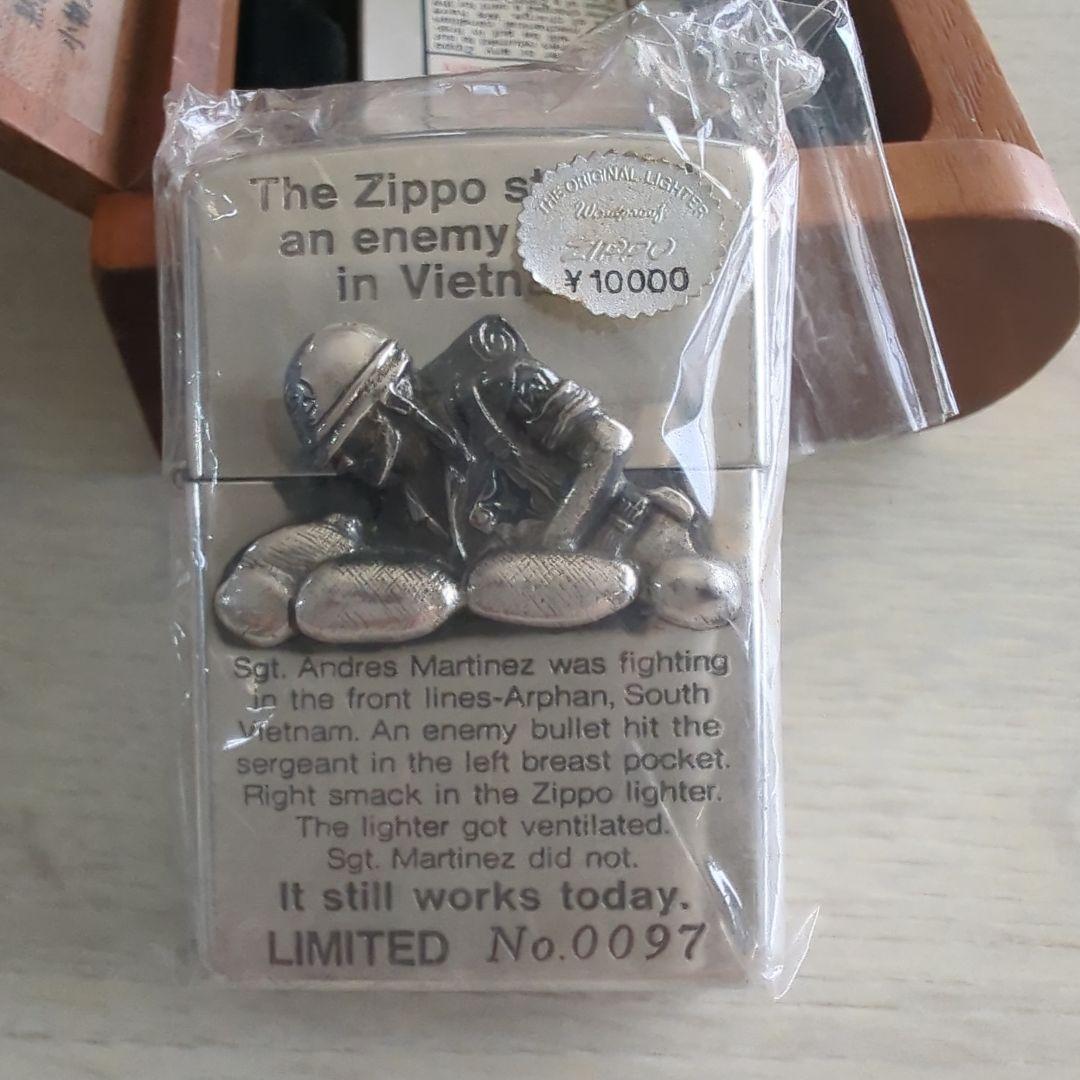 The Zippo
an enemy
in
THE ORIGINAL LIGHTER
Windproof
ZIPPO
¥10000
Sgt. Andres Martinez was fighting
in the front lines-Arphan, South
Vietnam. An enemy bullet hit the
sergeant in the left breast pocket.
Right smack in the Zippo lighter.
The lighter got ventilated.
Sgt. Martinez did not.
It still works today.
LIMITED No.0097